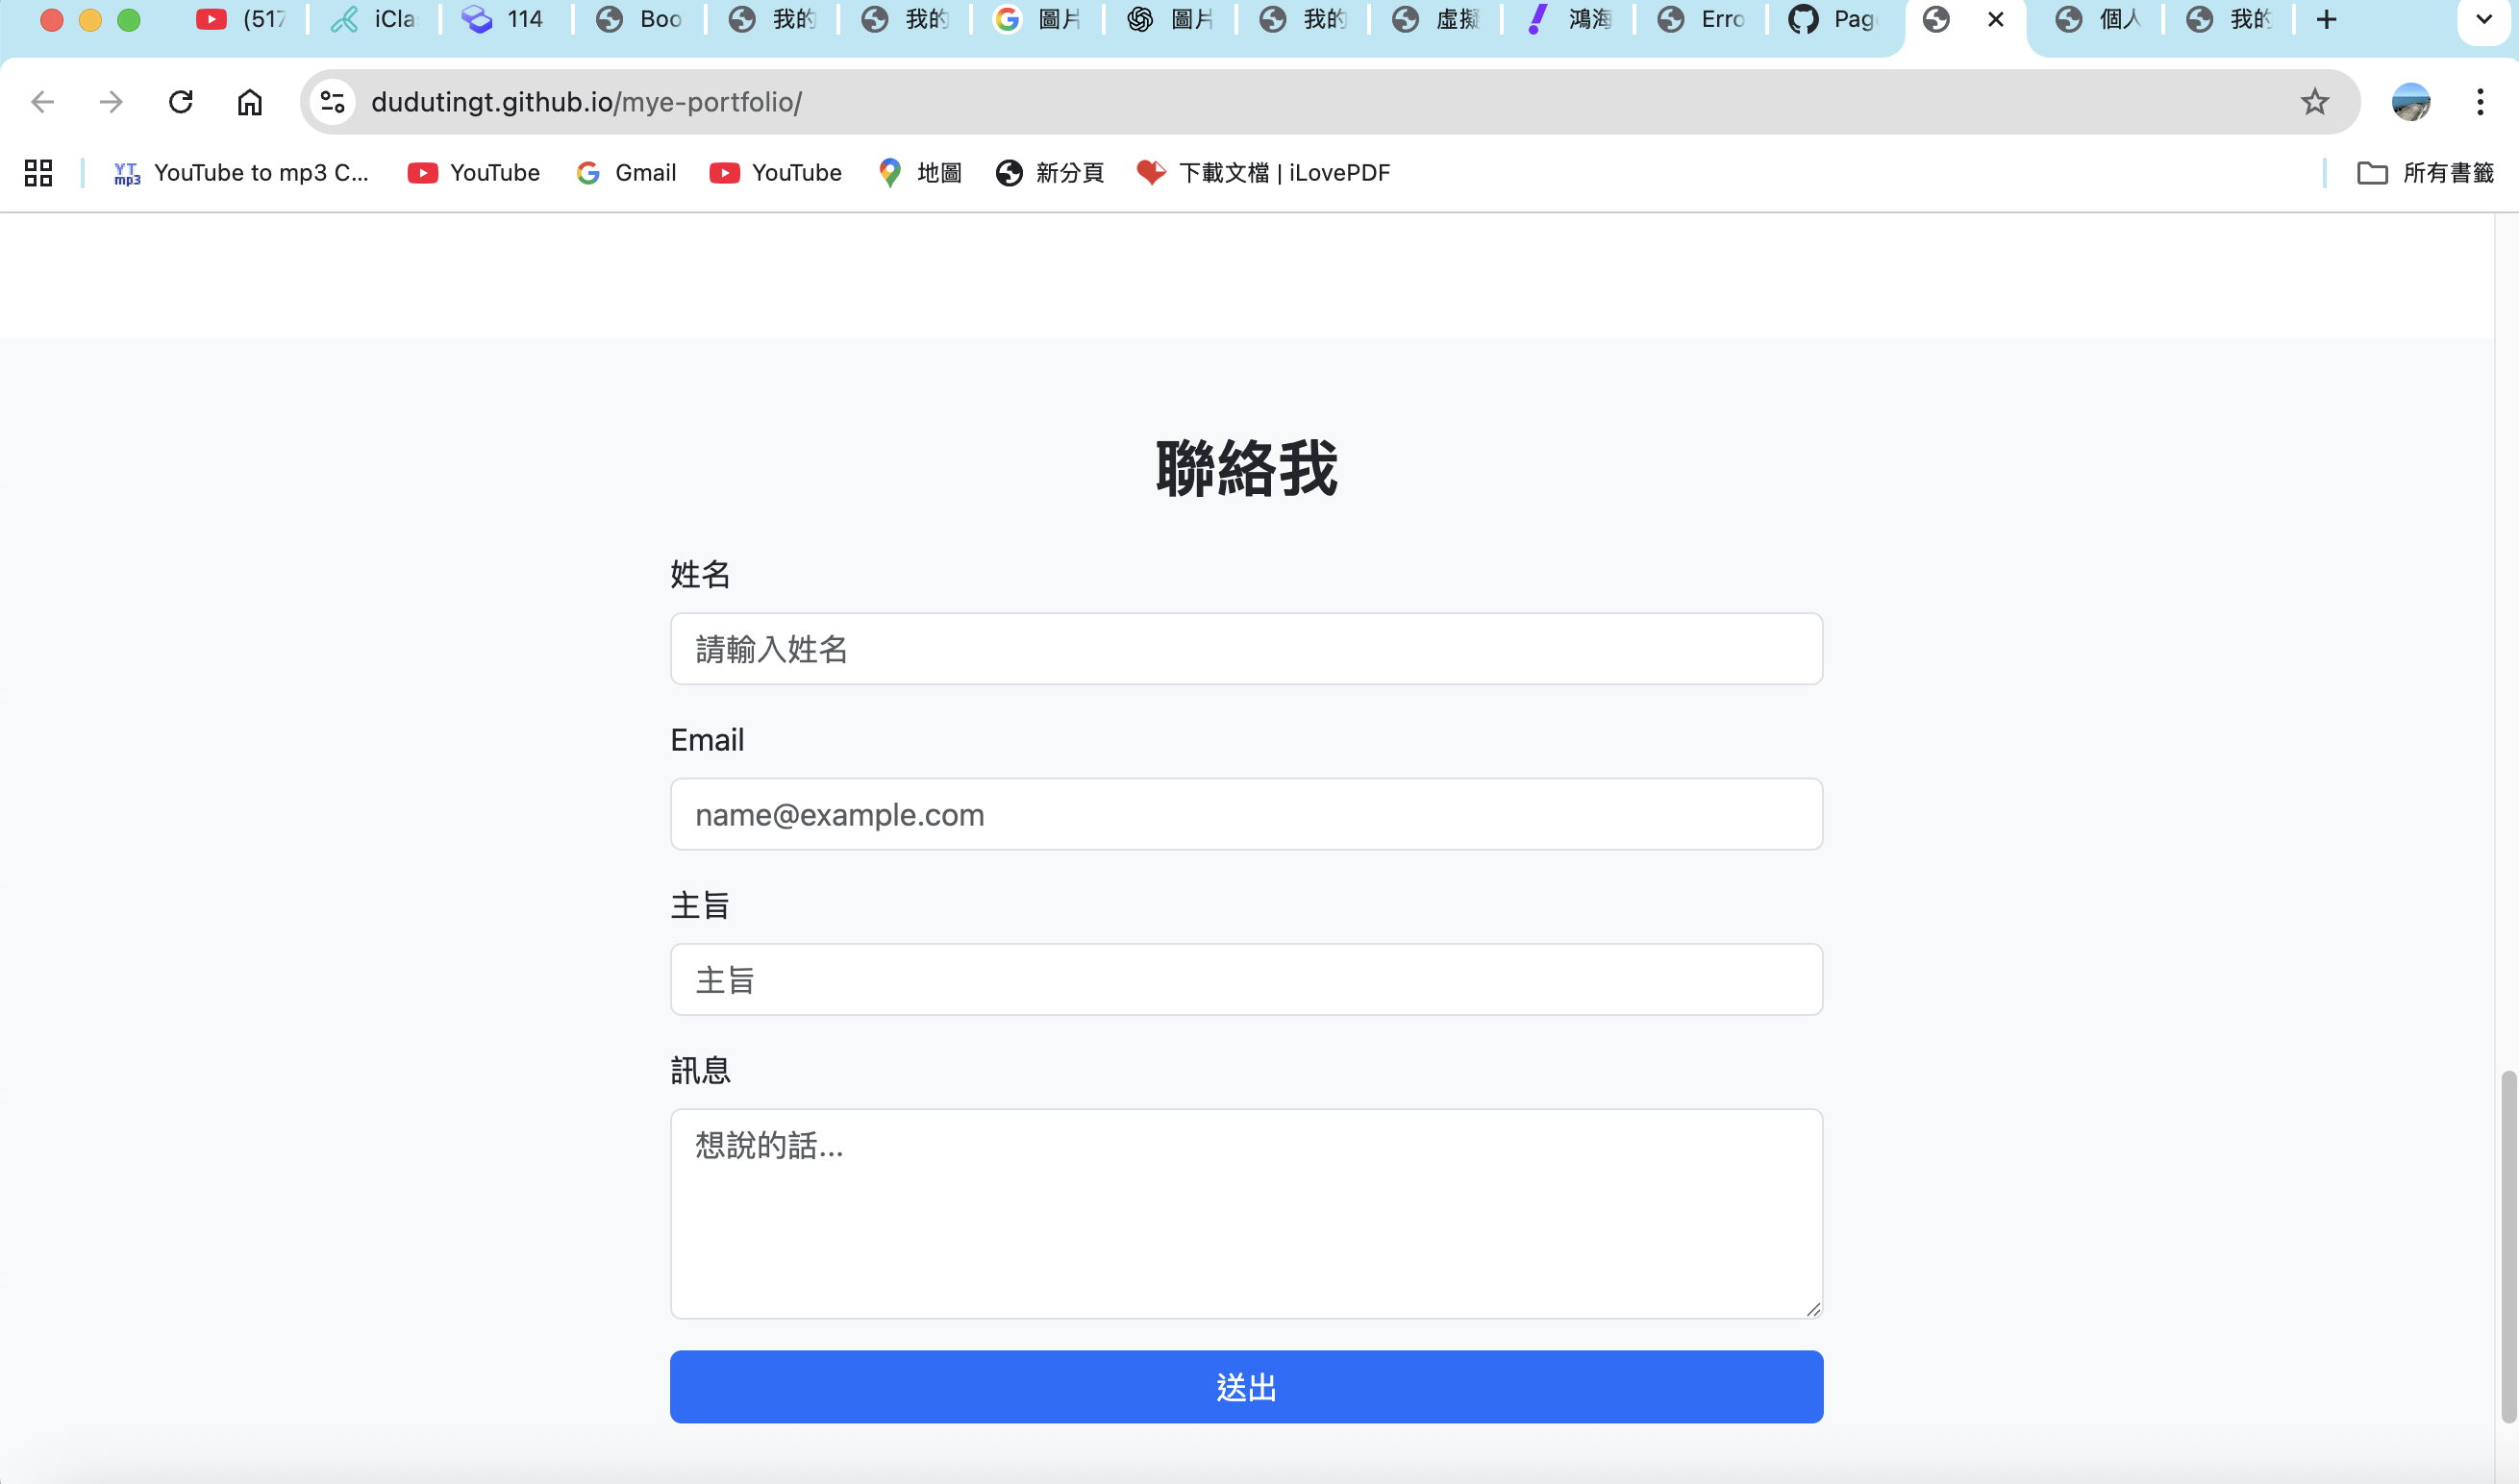 (517 iCla 114 Boo 我的 我的 圖片 圖片 我的 虛擬 鴻海 Erro Pag 個人 我的
dudutingt.github.io/mye-portfolio/
YouTube to mp3 C... YouTube Gmail YouTube 地圖 新分頁 下載文檔 | iLovePDF 所有書籤
聯絡我
姓名
請輸入姓名
Email
name@example.com
主旨
主旨
訊息
想說的話...
送出